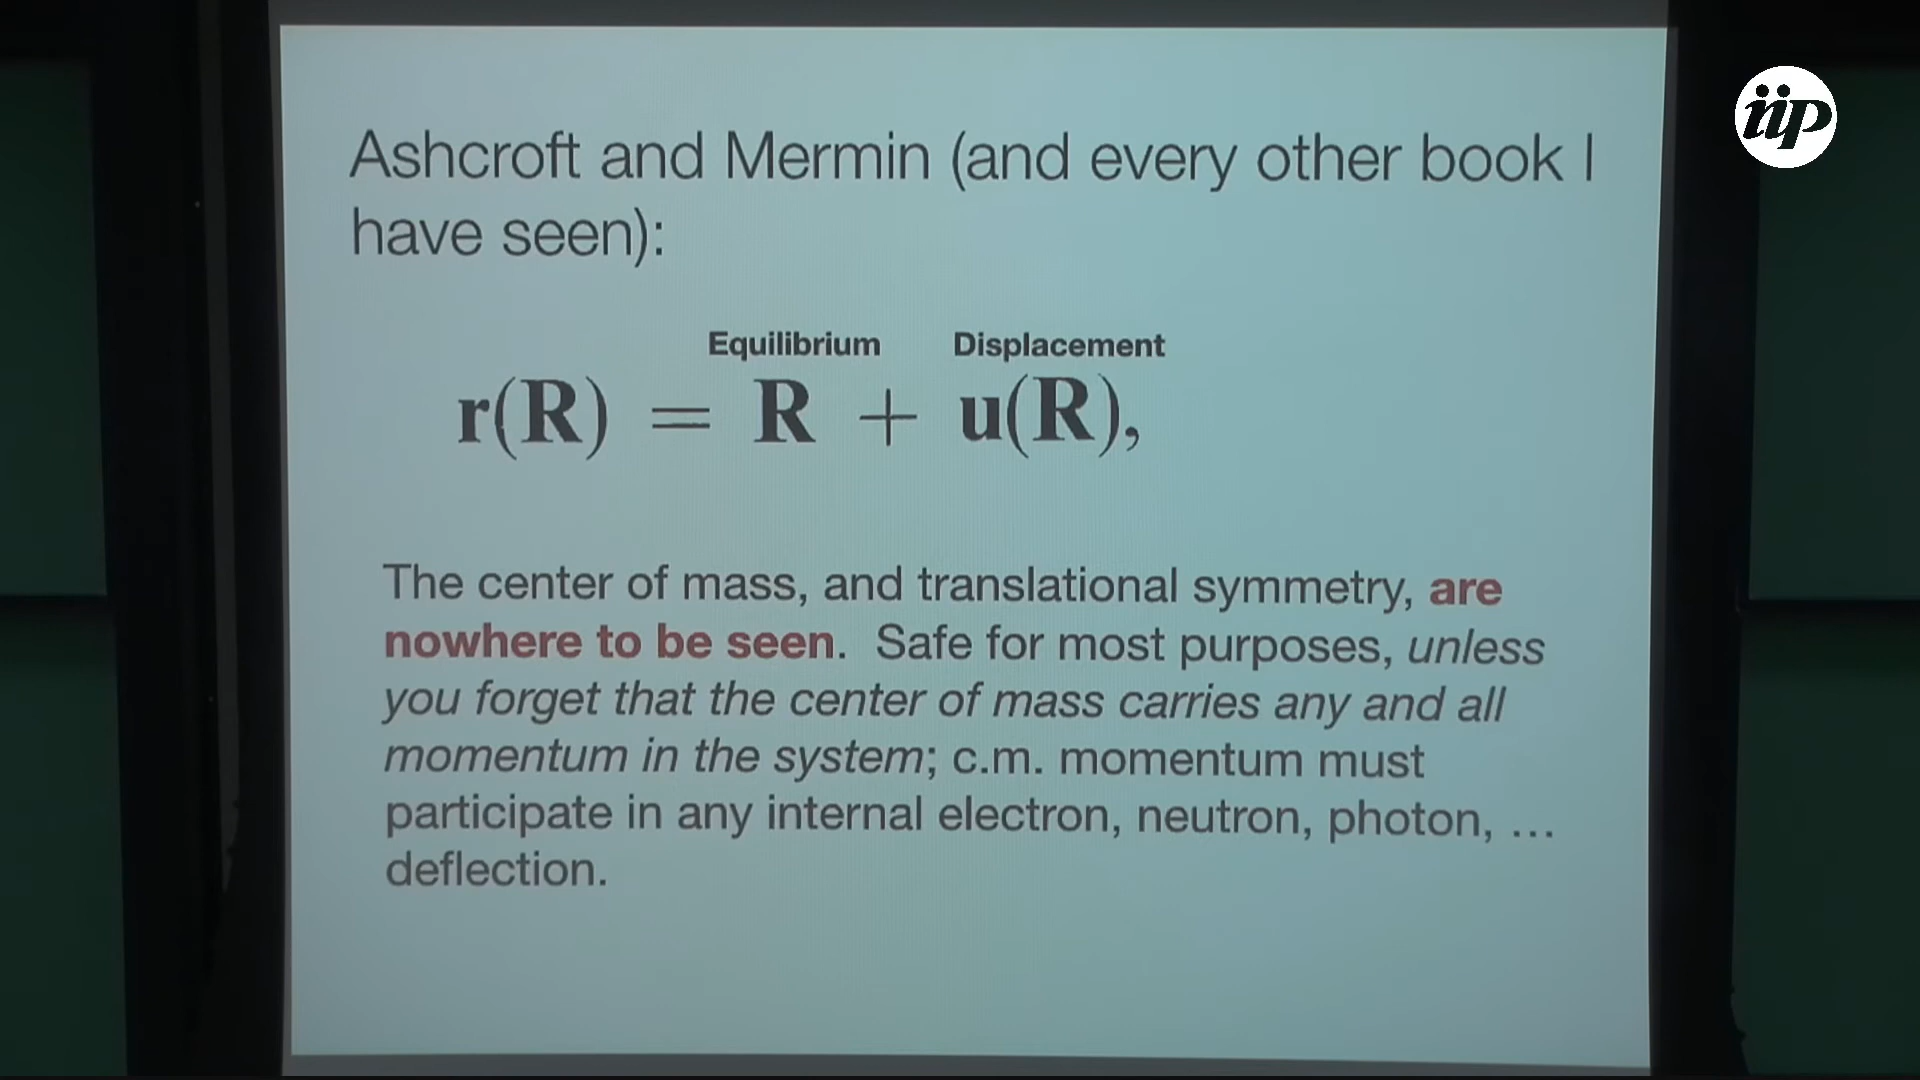 iip
Ashcroft and Mermin (and every other book I
have seen):
Equilibrium Displacement
r(R) = R + u(R),
The center of mass, and translational symmetry, are
nowhere to be seen. Safe for most purposes, unless
you forget that the center of mass carries any and all
momentum in the system; c.m. momentum must
participate in any internal electron, neutron, photon, ...
deflection.